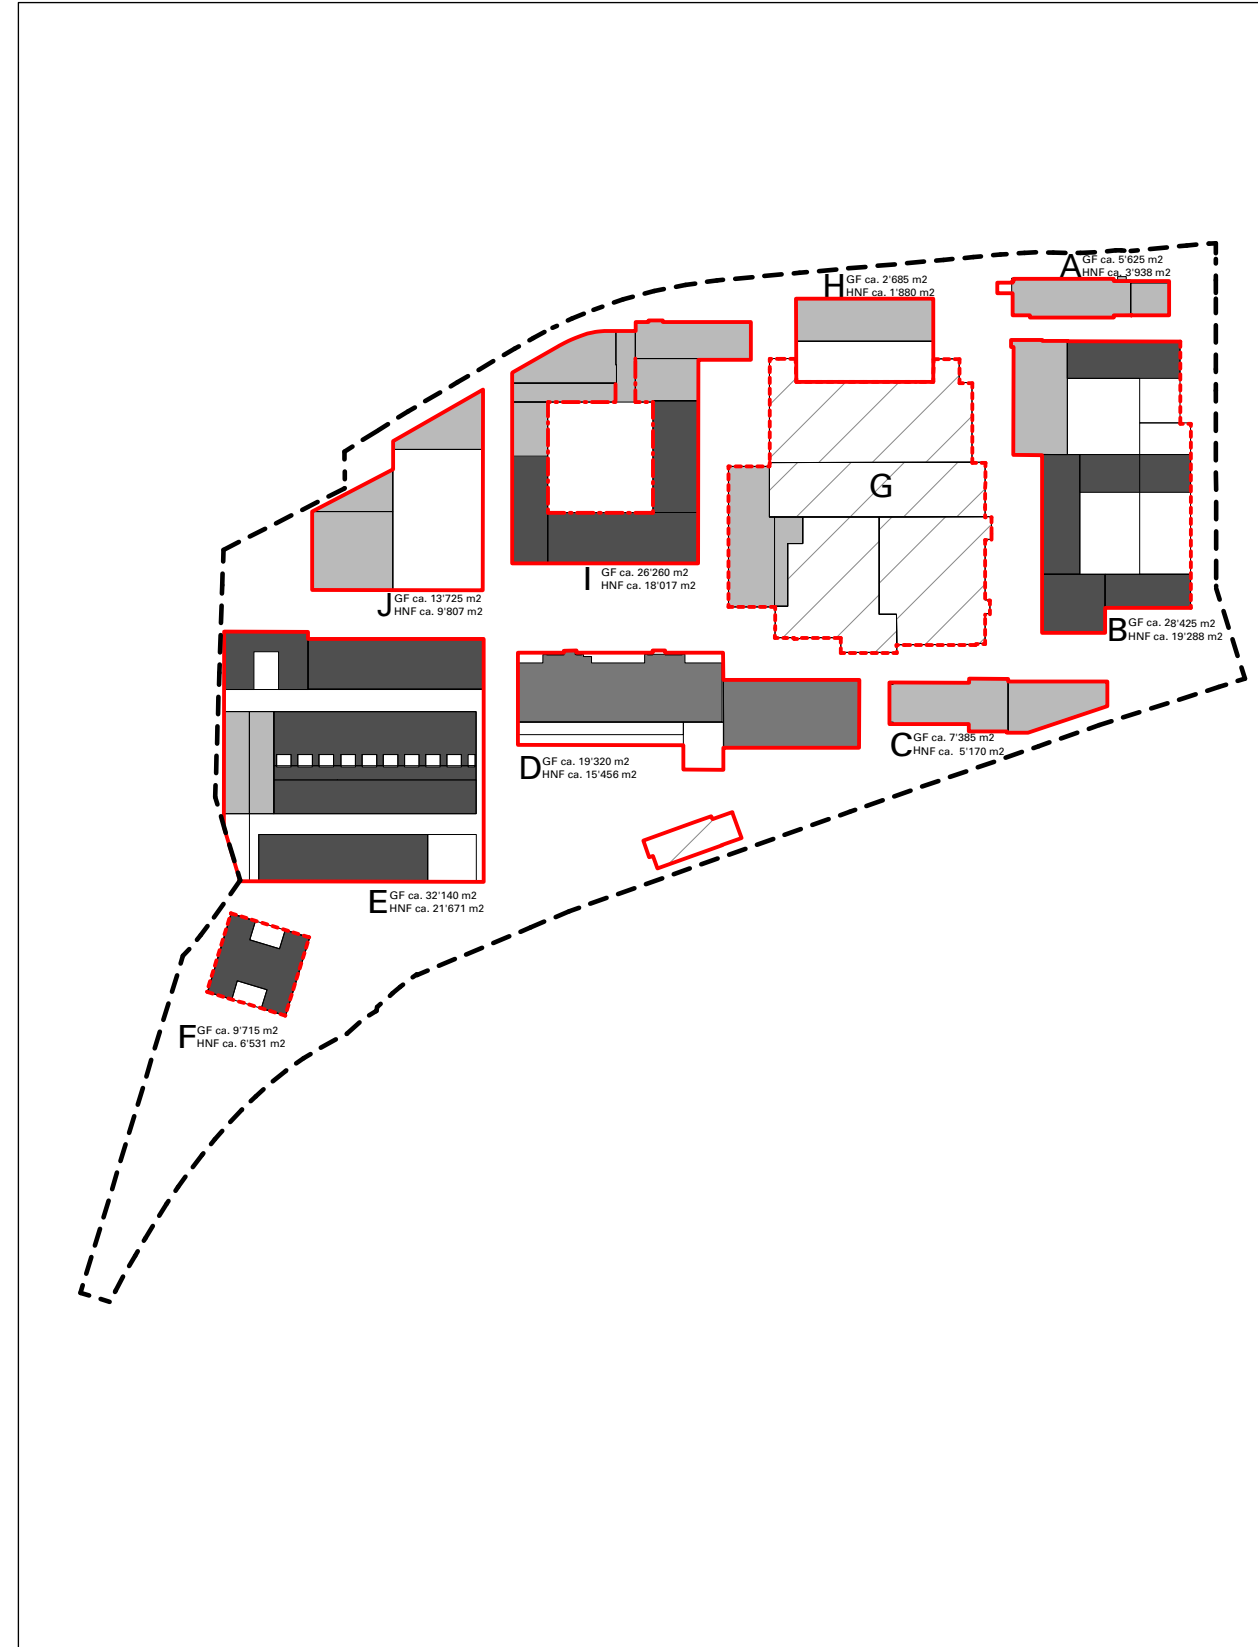 A
GF ca. 5'625 m2
HNF ca. 3'938 m2
H
GF ca. 2'685 m2
HNF ca. 1'880 m2
G
I
GF ca. 26'260 m2
HNF ca. 18'017 m2
J
GF ca. 13'725 m2
HNF ca. 9'807 m2
B
GF ca. 28'425 m2
HNF ca. 19'288 m2
C
GF ca. 7'385 m2
HNF ca. 5'170 m2
D
GF ca. 19'320 m2
HNF ca. 15'456 m2
E
GF ca. 32'140 m2
HNF ca. 21'671 m2
F
GF ca. 9'715 m2
HNF ca. 6'531 m2